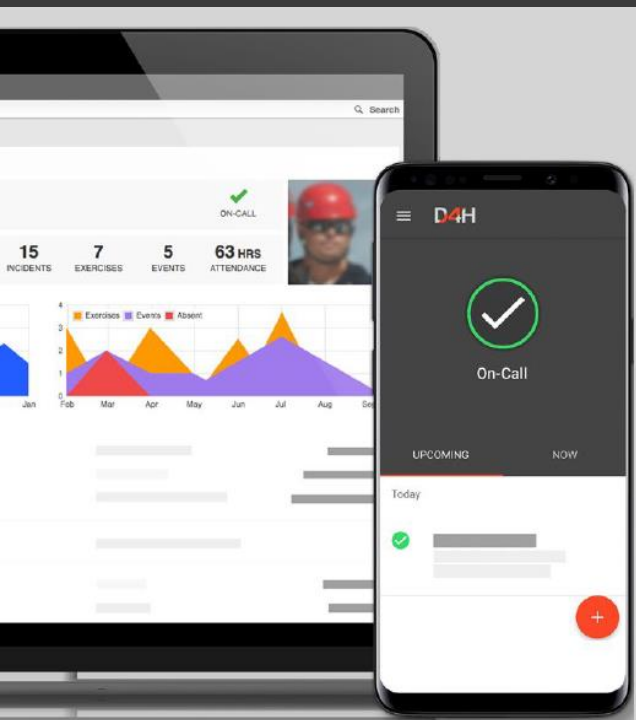 Search
ON-CALL
15
INCIDENTS
7
EXERCISES
5
EVENTS
63 HRS
ATTENDANCE
4
3
2
1
0
Exercises Events Absent
Jan Feb Mar Apr May Jun Jul Aug
D4H
On-Call
UPCOMING NOW
Today
+